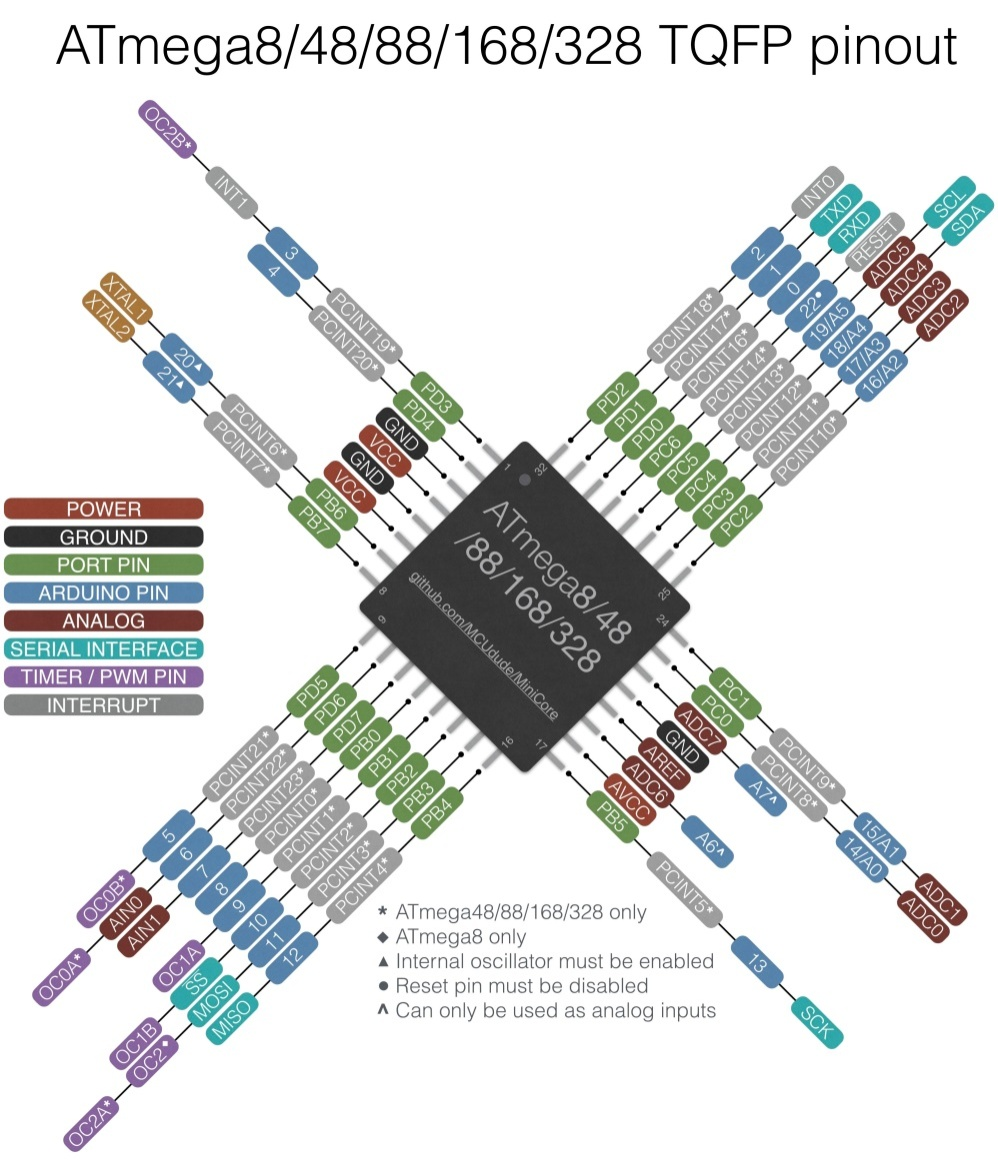 ATmega8/48/88/168/328 TQFP pinout
OC2B*
INT1
3
PCINT19*
PD3
4
PCINT20*
PD4
GND
VCC
GND
VCC
XTAL1
20▲
PCINT6*
PB6
XTAL2
21▲
PCINT7*
PB7
INT0
2
PCINT18*
PD2
TXD
1
PCINT17*
PD1
RXD
0
PCINT16*
PD0
RESET
22●
PCINT14*
PC6
SCL
ADC5
19/A5
PCINT13*
PC5
SDA
ADC4
18/A4
PCINT12*
PC4
ADC3
17/A3
PCINT11*
PC3
ADC2
16/A2
PCINT10*
PC2
POWER
GROUND
PORT PIN
ARDUINO PIN
ANALOG
SERIAL INTERFACE
TIMER / PWM PIN
INTERRUPT
1
32
8
9
25
24
16
17
ATmega8/48
/88/168/328
github.com/MCUdude/MiniCore
PD5
PCINT21*
5
OC0B*
PD6
PCINT22*
6
AIN0
OC0A*
PD7
PCINT23*
7
AIN1
PB0
PCINT0*
8
PB1
PCINT1*
9
OC1A
PB2
PCINT2*
10
SS
OC1B
PB3
PCINT3*
11
MOSI
OC2◆
OC2A*
PB4
PCINT4*
12
MISO
PC1
PCINT9*
15/A1
ADC1
PC0
PCINT8*
14/A0
ADC0
ADC7
A7^
GND
AREF
ADC6
A6^
AVCC
PB5
PCINT5*
13
SCK
* ATmega48/88/168/328 only
◆ ATmega8 only
▲ Internal oscillator must be enabled
● Reset pin must be disabled
^ Can only be used as analog inputs